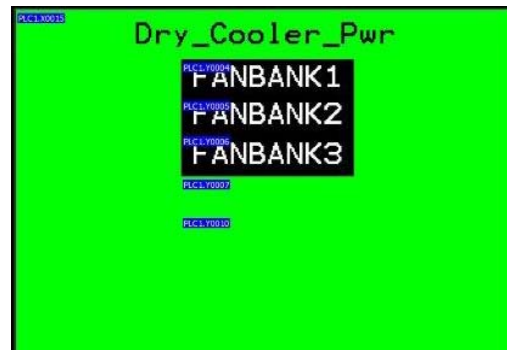 PLC1.X0015
Dry_Cooler_Pwr
PLC1.Y0004
FANBANK1
PLC1.Y0005
FANBANK2
PLC1.Y0006
FANBANK3
PLC1.Y0007
PLC1.Y0010